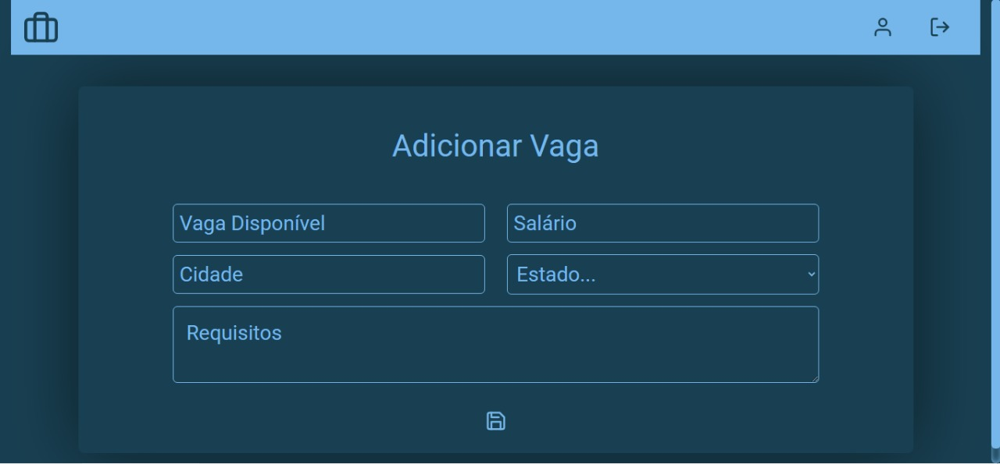 Adicionar Vaga
Vaga Disponível
Salário
Cidade
Estado...
Requisitos